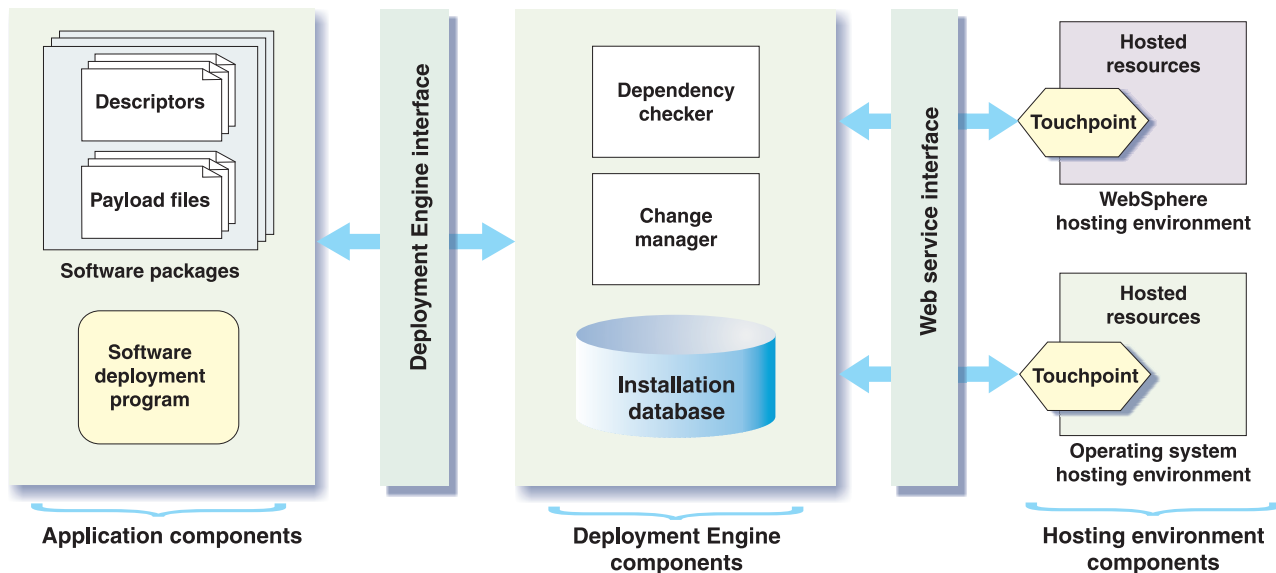 Descriptors
Payload files
Software packages
Software
deployment
program
Application components
Deployment Engine interface
Dependency
checker
Change
manager
Installation
database
Deployment Engine
components
Web service interface
Hosted
resources
Touchpoint
WebSphere
hosting environment
Hosted
resources
Touchpoint
Operating system
hosting environment
Hosting environment
components